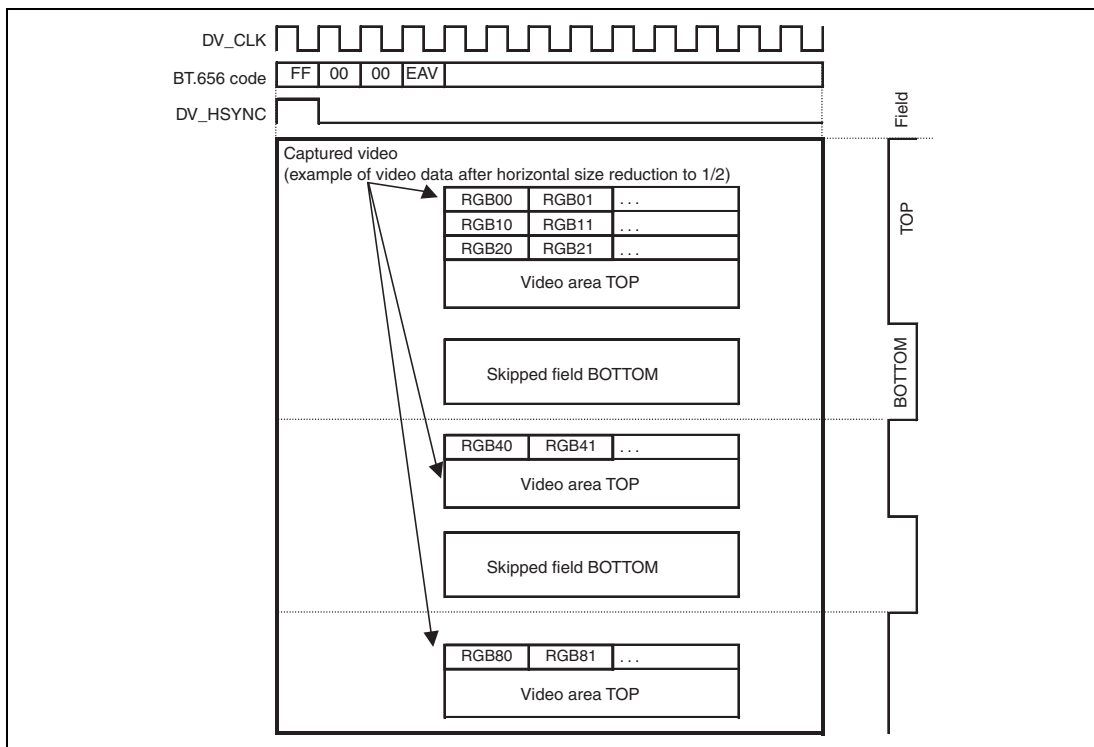 DV_CLK
BT.656 code FF 00 00 EAV
DV_HSYNC
Field
Captured video
(example of video data after horizontal size reduction to 1/2)
RGB00 RGB01 . . .
RGB10 RGB11 . . .
RGB20 RGB21 . . .
Video area TOP
TOP
Skipped field BOTTOM
BOTTOM
RGB40 RGB41 . . .
Video area TOP
Skipped field BOTTOM
RGB80 RGB81 . . .
Video area TOP